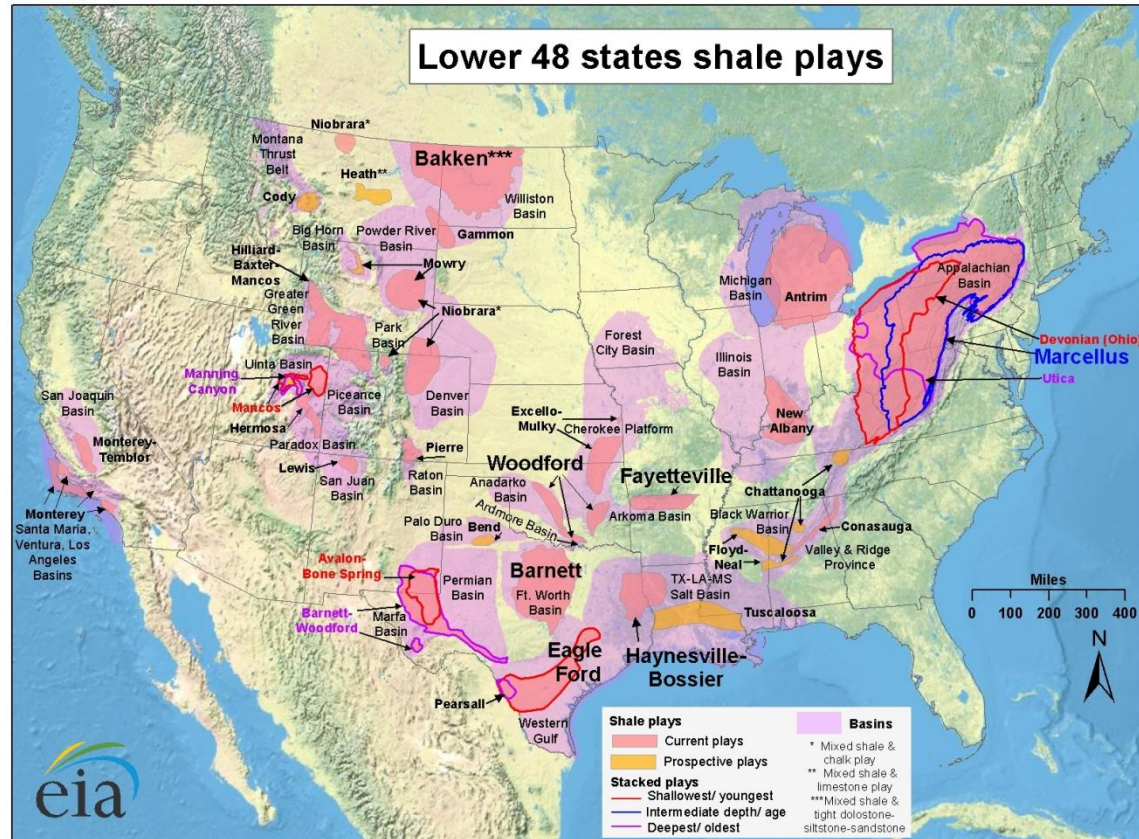 Lower 48 states shale plays
Niobrara*
Montana
Thrust
Belt
Bakken***
Heath**
Cody
Williston
Basin
Big Horn
Basin
Powder River
Basin
Gammon
Hilliard-
Baxter-
Mancos
Mowry
Greater
Green
River
Basin
Park
Basin
Niobrara*
Michigan
Basin
Antrim
Appalachian
Basin
Devonian (Ohio)
Marcellus
Utica
Forest
City Basin
Illinois
Basin
Uinta Basin
Manning
Canyon
Mancos
Piceance
Basin
Denver
Basin
San Joaquin
Basin
Hermosa
Excello-
Mulky
Cherokee Platform
New
Albany
Monterey-
Temblor
Paradox Basin
Lewis
San Juan
Basin
Pierre
Raton
Basin
Woodford
Anadarko
Basin
Fayetteville
Arkoma Basin
Chattanooga
Monterey
Santa Maria,
Ventura, Los
Angeles
Basins
Palo Duro
Basin
Bend
Ardmore Basin
Black Warrior
Basin
Conasauga
Floyd-
Neal
Valley & Ridge
Province
Avalon-
Bone Spring
Permian
Basin
Barnett
Ft. Worth
Basin
TX-LA-MS
Salt Basin
Tuscaloosa
Barnett-
Woodford
Marfa
Basin
Eagle
Ford
Haynesville-
Bossier
Pearsall
Western
Gulf
Miles
0 100 200 300 400
N
Shale plays
Current plays
Prospective plays
Stacked plays
Shallowest/ youngest
Intermediate depth/ age
Deepest/ oldest
Basins
* Mixed shale &
chalk play
** Mixed shale &
limestone play
***Mixed shale &
tight dolostone-
siltstone-sandstone
eia